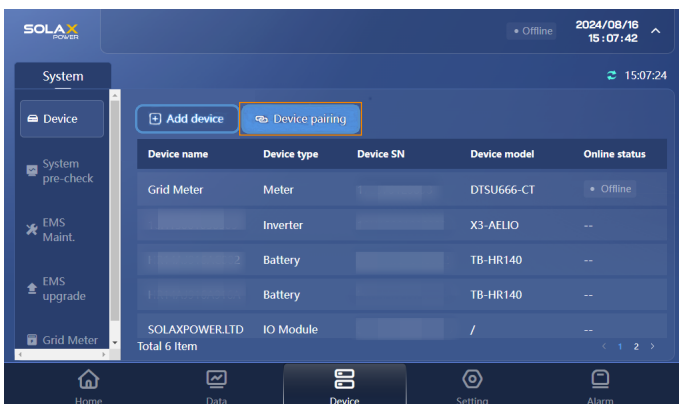 SOLAX
POWER
• Offline
2024/08/16
15:07:42
System
15:07:24
Device
Add device
Device pairing
Device name Device type Device SN Device model Online status
System
pre-check
Grid Meter Meter DTSU666-CT • Offline
EMS
Maint.
Inverter X3-AELIO --
Battery TB-HR140 --
EMS
upgrade
Battery TB-HR140 --
Grid Meter
SOLAXPOWER.LTD IO Module / --
Total 6 Item
< 1 2 >
Home Data Device Setting Alarm